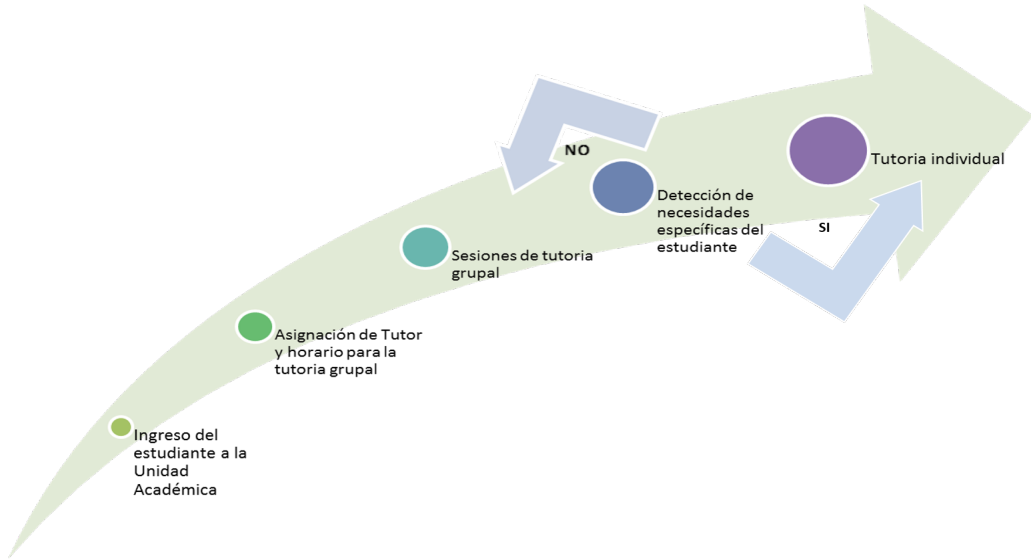 Ingreso del
estudiante a la
Unidad
Académica
Asignación de Tutor
y horario para la
tutoria grupal
Sesiones de tutoria
grupal
NO
Detección de
necesidades
específicas del
estudiante
SI
Tutoria individual